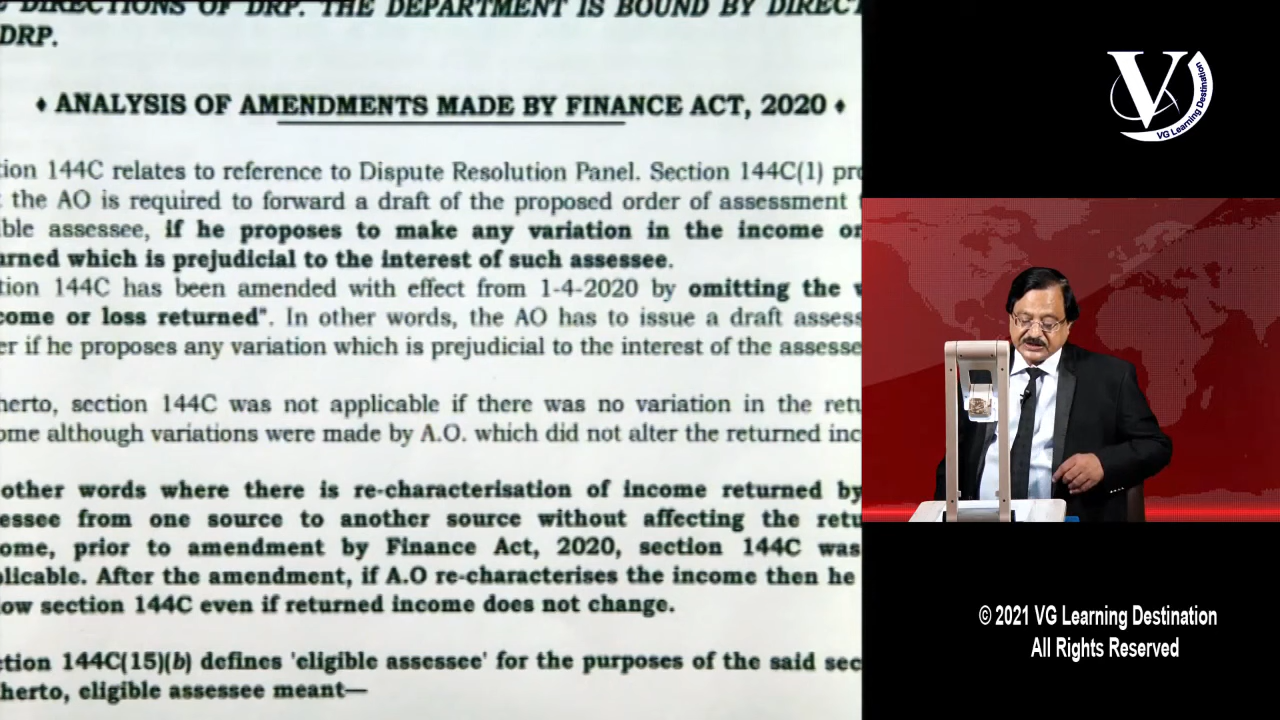 DIRECTIONS OF DRP. THE DEPARTMENT IS BOUND BY DIRECT
DRP.
♦ ANALYSIS OF AMENDMENTS MADE BY FINANCE ACT, 2020 ♦
tion 144C relates to reference to Dispute Resolution Panel. Section 144C(1) pro
the AO is required to forward a draft of the proposed order of assessment
ible assessee, if he proposes to make any variation in the income or
urned which is prejudicial to the interest of such assessee.
tion 144C has been amended with effect from 1-4-2020 by omitting the
come or loss returned". In other words, the AO has to issue a draft assess
er if he proposes any variation which is prejudicial to the interest of the assesse
herto, section 144C was not applicable if there was no variation in the retu
ome although variations were made by A.O. which did not alter the returned inc
other words where there is re-characterisation of income returned by
essee from one source to another source without affecting the retu
ome, prior to amendment by Finance Act, 2020, section 144C was
plicable. After the amendment, if A.O re-characterises the income then he
ow section 144C even if returned income does not change.
ction 144C(15)(b) defines 'eligible assessee' for the purposes of the said sec
herto, eligible assessee meant—
V
VG Learning Destination
© 2021 VG Learning Destination
All Rights Reserved